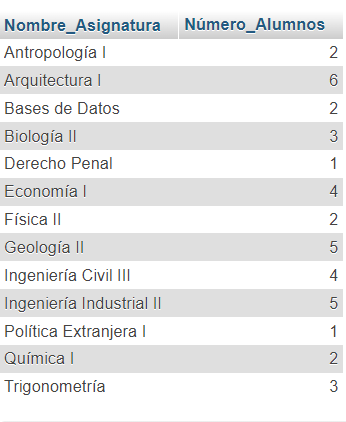 Nombre_Asignatura Número_Alumnos
Antropología I 2
Arquitectura I 6
Bases de Datos 2
Biología II 3
Derecho Penal 1
Economía I 4
Física II 2
Geología II 5
Ingeniería Civil III 4
Ingeniería Industrial II 5
Política Extranjera I 1
Química I 2
Trigonometría 3